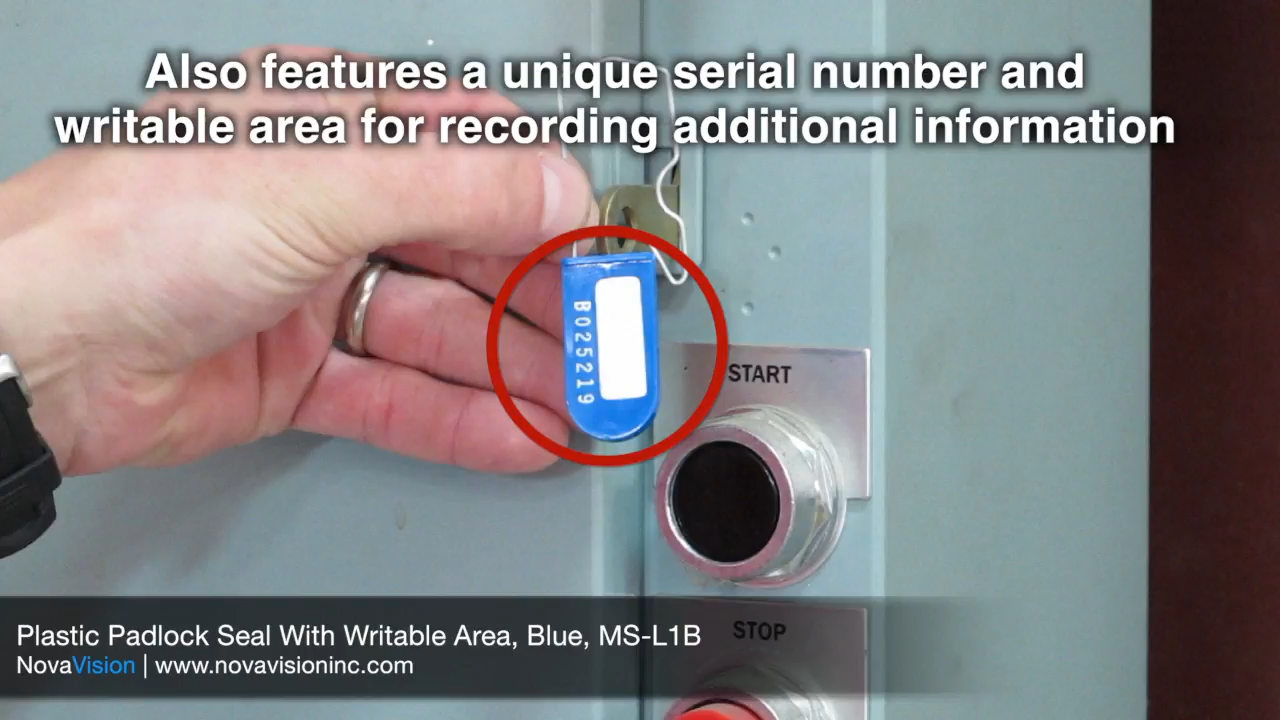 Also features a unique serial number and
writable area for recording additional information
B025219
START
STOP
Plastic Padlock Seal With Writable Area, Blue, MS-L1B
NovaVision | www.novavisioninc.com